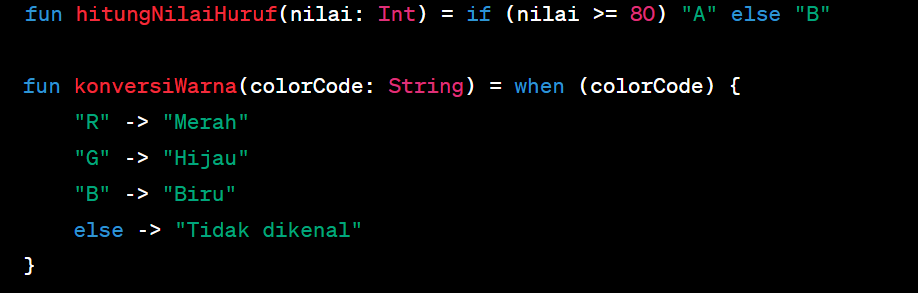 fun hitungNilaiHuruf(nilai: Int) = if (nilai >= 80) "A" else "B"
fun konversiWarna(colorCode: String) = when (colorCode) {
"R" -> "Merah"
"G" -> "Hijau"
"B" -> "Biru"
else -> "Tidak dikenal"
}